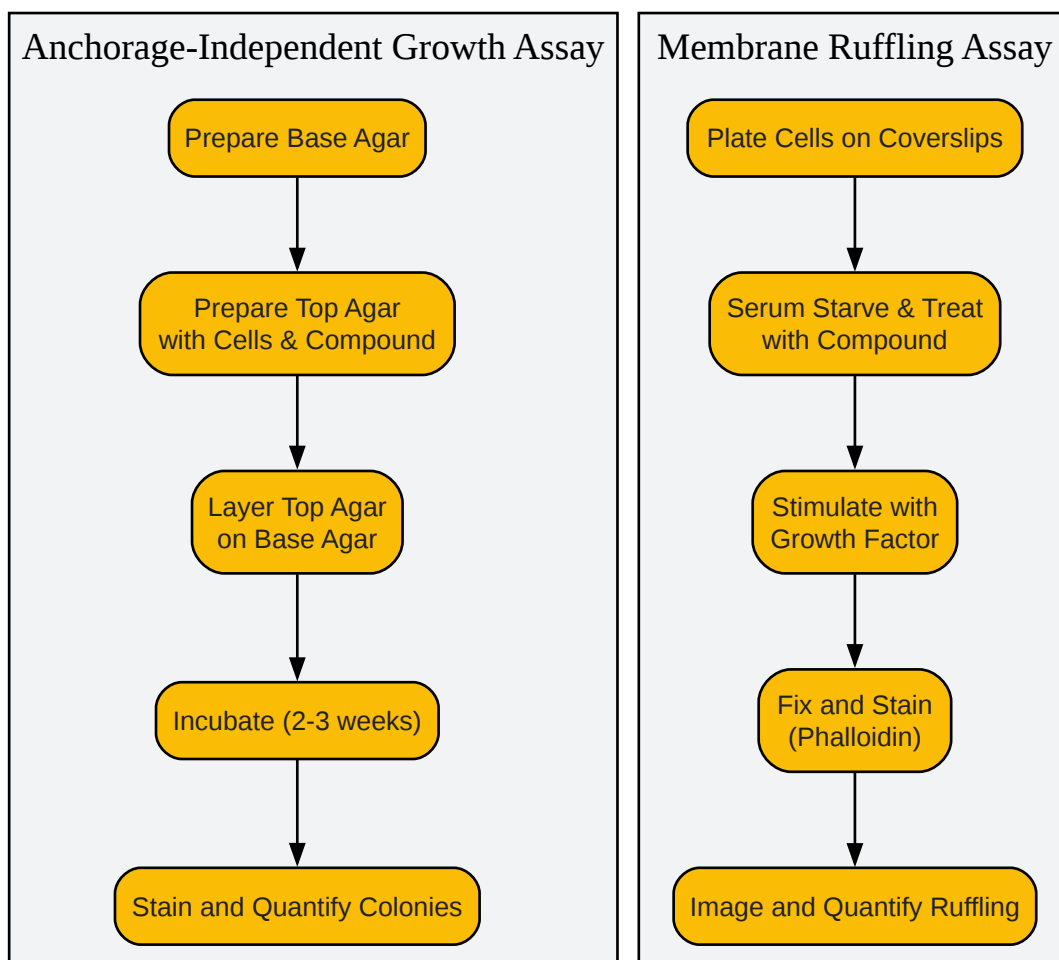 Anchorage-Independent Growth Assay
Prepare Base Agar
Prepare Top Agar
with Cells & Compound
Layer Top Agar
on Base Agar
Incubate (2-3 weeks)
Stain and Quantify Colonies
Membrane Ruffling Assay
Plate Cells on Coverslips
Serum Starve & Treat
with Compound
Stimulate with
Growth Factor
Fix and Stain
(Phalloidin)
Image and Quantify Ruffling